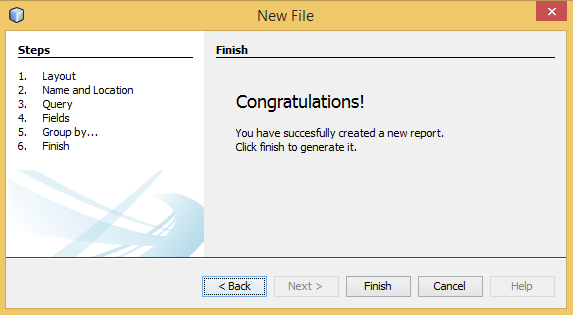 New File
Steps
1. Layout
2. Name and Location
3. Query
4. Fields
5. Group by...
6. Finish
Finish
Congratulations!
You have succesfully created a new report.
Click finish to generate it.
< Back
Next >
Finish
Cancel
Help